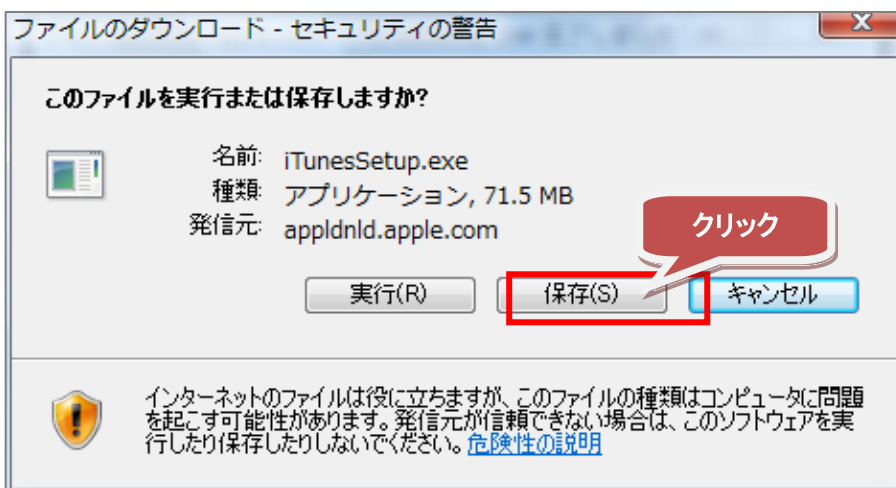 ファイルのダウンロード - セキュリティの警告
このファイルを実行または保存しますか?
名前: iTunesSetup.exe
種類: アプリケーション, 71.5 MB
発信元: appldnld.apple.com
クリック
実行(R) 保存(S) キャンセル
インターネットのファイルは役に立ちますが、このファイルの種類はコンピュータに問題
を起こす可能性があります。発信元が信頼できない場合は、このソフトウェアを実
行したり保存したりしないでください。危険性の説明